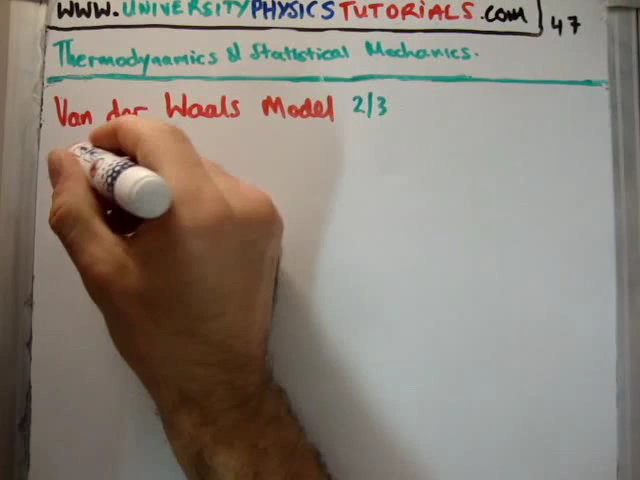 WWW.UNIVERSITYPHYSICSTUTORIALS.com
47
Thermodynamics & Statistical Mechanics.
Van der Waals Model 2/3